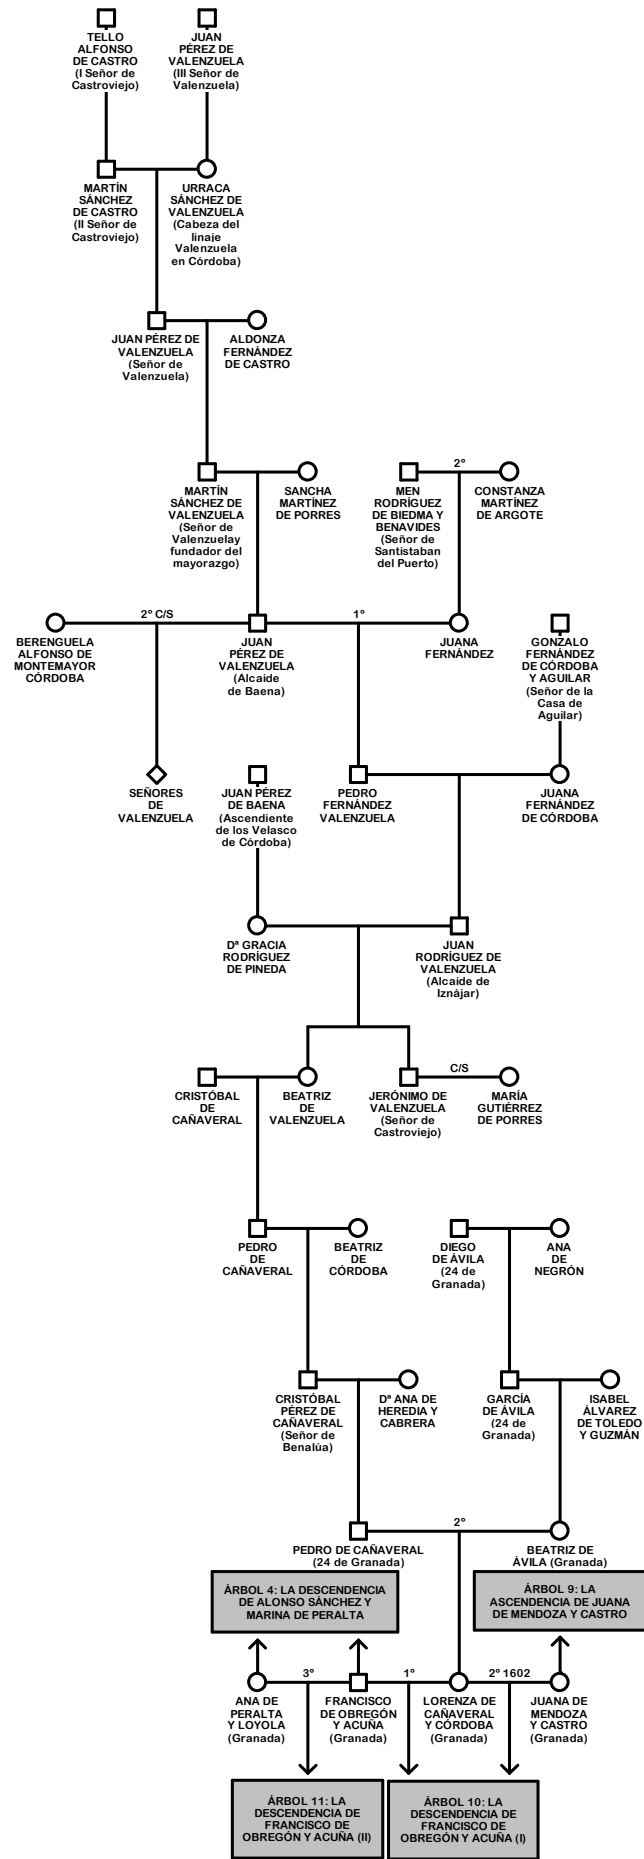 TELLO
ALFONSO
DE CASTRO
(I Señor de
Castroviejo)
JUAN
PÉREZ DE
VALENZUELA
(III Señor de
Valenzuela)
MARTÍN
SÁNCHEZ
DE CASTRO
(II Señor de
Castroviejo)
URRACA
SÁNCHEZ DE
VALENZUELA
(Cabeza del
linaje
Valenzuela
en Córdoba)
JUAN PÉREZ DE
VALENZUELA
(Señor de
Valenzuela)
ALDONZA
FERNÁNDEZ
DE CASTRO
MARTÍN
SÁNCHEZ DE
VALENZUELA
(Señor de
Valenzuelay
fundador del
mayorazgo)
SANCHA
MARTÍNEZ
DE PORRES
MEN
RODRÍGUEZ
DE BIEDMA Y
BENAVIDES
(Señor de
Santistaban
del Puerto)
2º
CONSTANZA
MARTÍNEZ
DE ARGOTE
BERENGUELA
ALFONSO DE
MONTEMAYOR
CÓRDOBA
2º C/S
JUAN
PÉREZ DE
VALENZUELA
(Alcaide
de Baena)
1º
JUANA
FERNÁNDEZ
GONZALO
FERNÁNDEZ
DE CÓRDOBA
Y AGUILAR
(Señor de la
Casa de
Aguilar)
SEÑORES
DE
VALENZUELA
JUAN PÉREZ
DE BAENA
(Ascendiente
de los Velasco
de Córdoba)
PEDRO
FERNÁNDEZ
VALENZUELA
JUANA
FERNÁNDEZ
DE CÓRDOBA
Dª GRACIA
RODRÍGUEZ
DE PINEDA
JUAN
RODRÍGUEZ DE
VALENZUELA
(Alcaide de
Iznájar)
CRISTÓBAL
DE
CAÑAVERAL
BEATRIZ
DE
VALENZUELA
JERÓNIMO DE
VALENZUELA
(Señor de
Castroviejo)
C/S
MARÍA
GUTIÉRREZ
DE PORRES
PEDRO
DE
CAÑAVERAL
BEATRIZ
DE
CÓRDOBA
DIEGO
DE ÁVILA
(24 de
Granada)
ANA
DE
NEGRÓN
CRISTÓBAL
PÉREZ DE
CAÑAVERAL
(Señor de
Benalúa)
Dª ANA DE
HEREDIA Y
CABRERA
GARCÍA
DE ÁVILA
(24 de
Granada)
ISABEL
ÁLVAREZ
DE TOLEDO
Y GUZMÁN
PEDRO DE CAÑAVERAL
(24 de Granada)
2º
BEATRIZ DE
ÁVILA (Granada)
ÁRBOL 4: LA DESCENDENCIA
DE ALONSO SÁNCHEZ Y
MARINA DE PERALTA
ÁRBOL 9: LA
ASCENDENCIA DE JUANA
DE MENDOZA Y CASTRO
ANA DE
PERALTA
Y LOYOLA
(Granada)
3º
FRANCISCO
DE OBREGÓN
Y ACUÑA
(Granada)
1º
LORENZA DE
CAÑAVERAL
Y CÓRDOBA
(Granada)
2º 1602
JUANA DE
MENDOZA
Y CASTRO
(Granada)
ÁRBOL 11: LA
DESCENDENCIA DE
FRANCISCO DE
OBREGÓN Y ACUÑA (II)
ÁRBOL 10: LA
DESCENDENCIA DE
FRANCISCO DE
OBREGÓN Y ACUÑA (I)